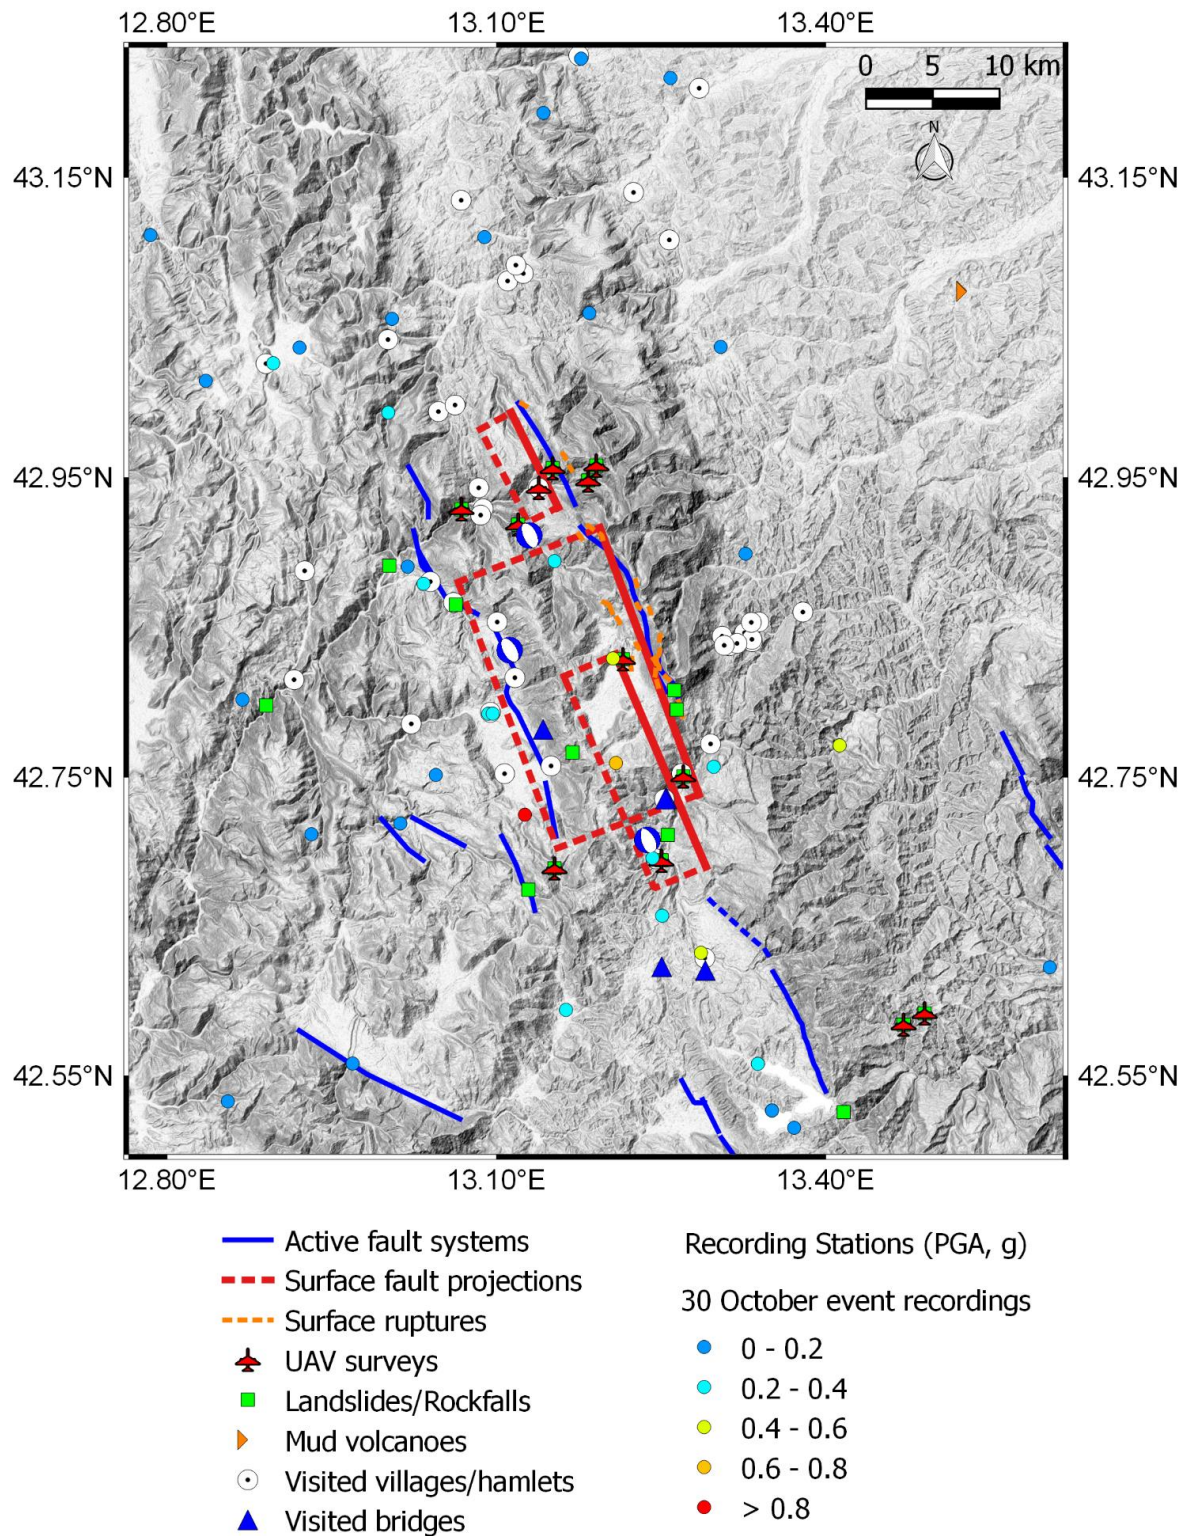 12.80°E 13.10°E 13.40°E
0 5 10 km
N
43.15°N 43.15°N
42.95°N 42.95°N
42.75°N 42.75°N
42.55°N 42.55°N
12.80°E 13.10°E 13.40°E
Active fault systems
Surface fault projections
Surface ruptures
UAV surveys
Landslides/Rockfalls
Mud volcanoes
Visited villages/hamlets
Visited bridges
Recording Stations (PGA, g)
30 October event recordings
0 - 0.2
0.2 - 0.4
0.4 - 0.6
0.6 - 0.8
> 0.8